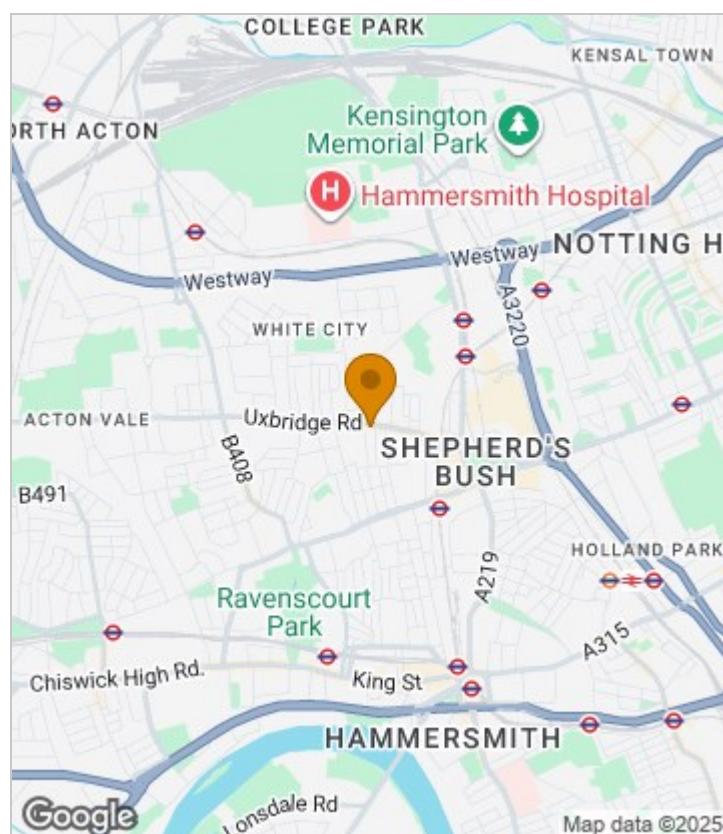 COLLEGE PARK
KENSAL TOWN
ORTH ACTON
Kensington
Memorial Park
H
Hammersmith Hospital
NOTTING H
Westway
Westway
A3220
WHITE CITY
ACTON VALE
Uxbridge Rd
B408
SHEPHERD'S
BUSH
B491
HOLLAND PARK
A219
Ravenscourt
Park
A315
Chiswick High Rd.
King St
HAMMERSMITH
Lonsdale Rd
Google
Map data ©2025